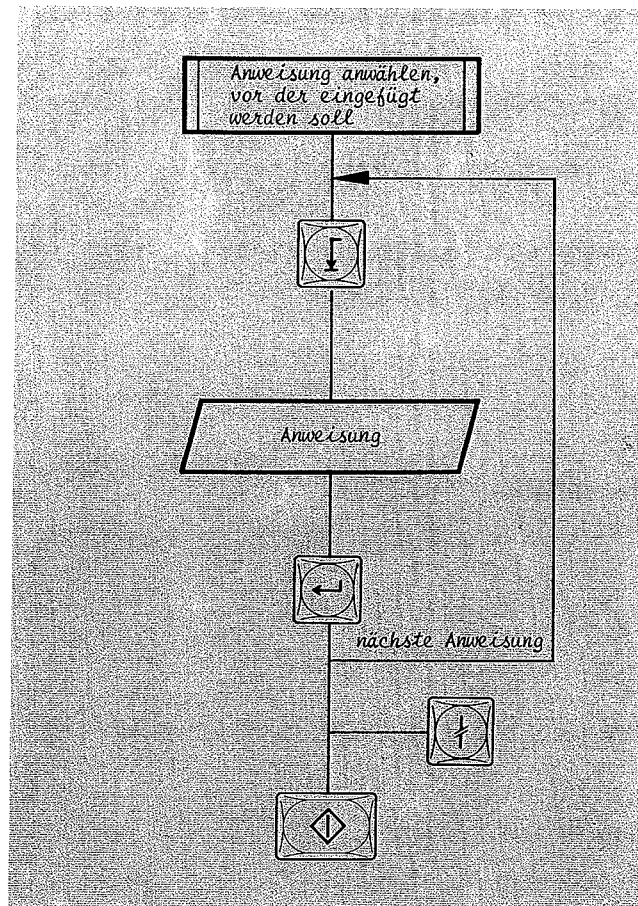 Anweisung anwählen,
vor der eingefügt
werden soll
Anweisung
nächste Anweisung